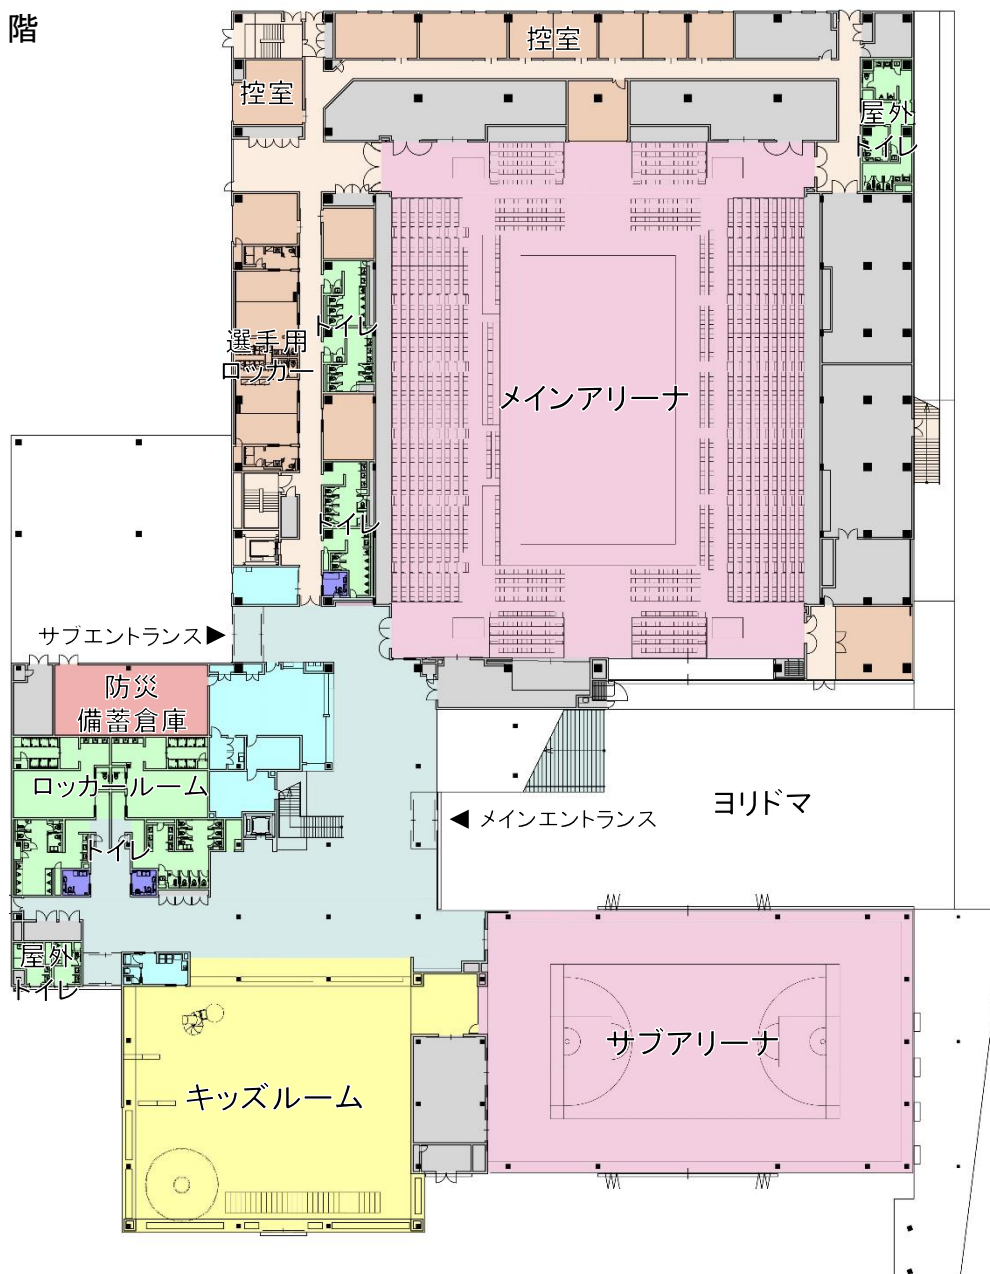 階
控室
控室
屋外
トイレ
選手用
ロッカー
トイレ
メインアリーナ
トイレ
サブエントランス▶
防災
備蓄倉庫
ロッカールーム
ヨリドマ
◀ メインエントランス
トイレ
屋外
トイレ
サブアリーナ
キッズルーム